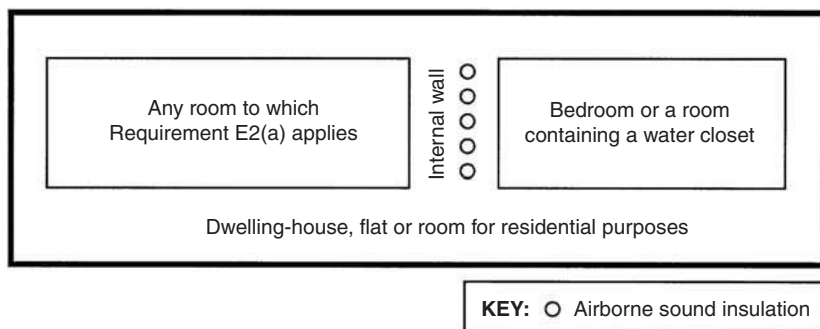 Any room to which
Requirement E2(a) applies
Internal wall
Bedroom or a room
containing a water closet
Dwelling-house, flat or room for residential purposes
KEY: Airborne sound insulation